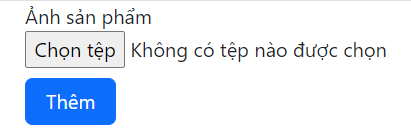 Ảnh sản phẩm
Chọn tệp Không có tệp nào được chọn
Thêm